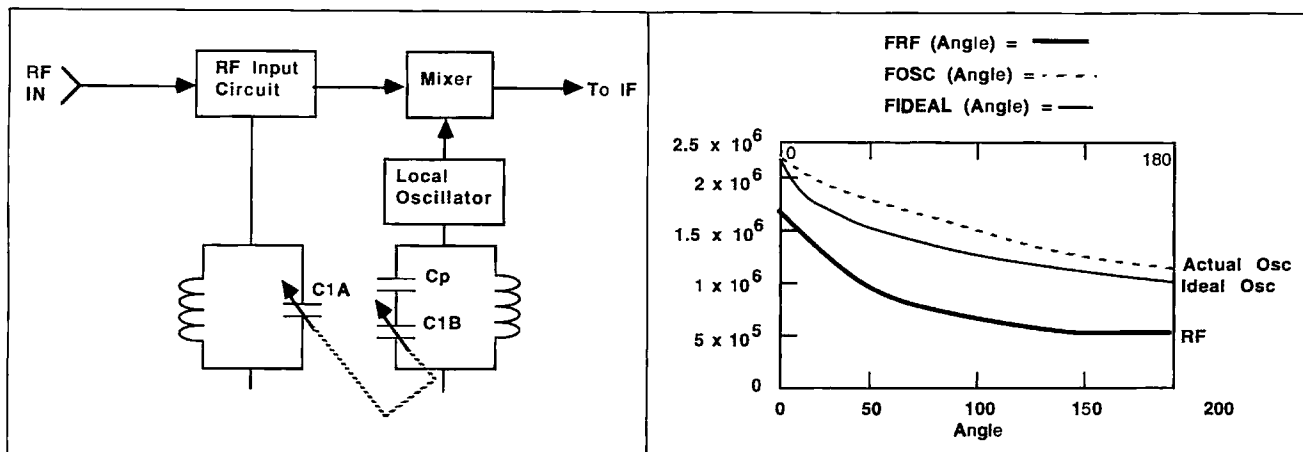 RF IN
RF Input
Circuit
Mixer
To IF
Local
Oscillator
C1A
Cp
C1B
FRF (Angle) =
FOSC (Angle) =
FIDEAL (Angle) =
2.5 x 10^6
2 x 10^6
1.5 x 10^6
1 x 10^6
5 x 10^5
0
0
180
Actual Osc
Ideal Osc
RF
0
50
100
150
200
Angle